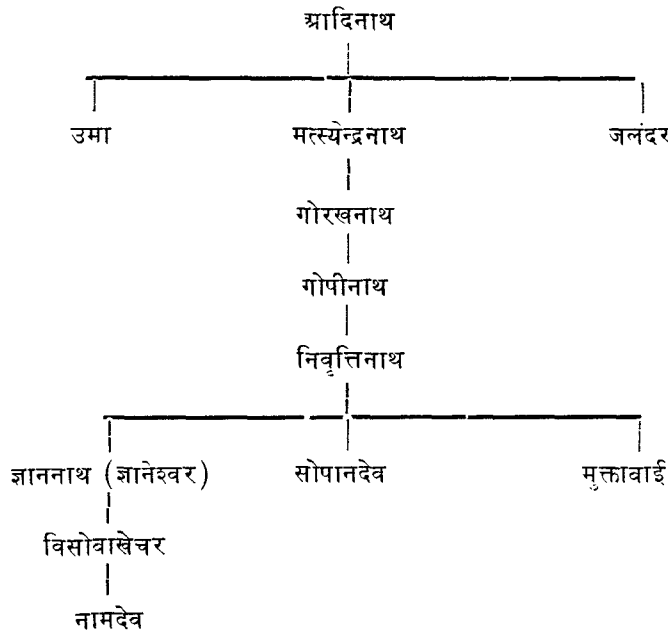 आदिनाथ
उमा मत्स्येन्द्रनाथ जलंदर
गोरखनाथ
गोपीनाथ
निवृत्तिनाथ
ज्ञाननाथ (ज्ञानेश्वर) सोपानदेव मुक्ताबाई
विसोबाखेचर
नामदेव